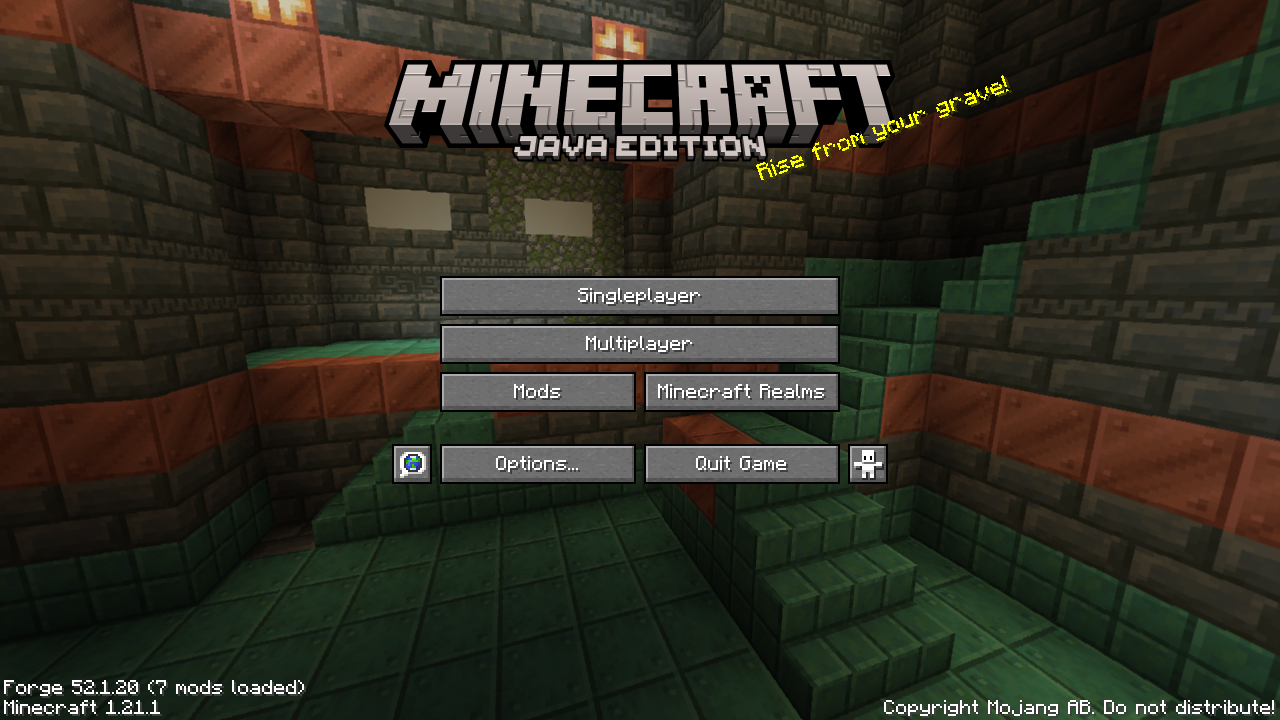 MINECRAFT
JAVA EDITION
Rise from your grave!
Singleplayer
Multiplayer
Mods
Minecraft Realms
Options...
Quit Game
Forge 52.1.20 (7 mods loaded)
Minecraft 1.21.1
Copyright Mojang AB. Do not distribute!